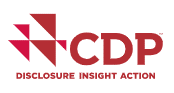 CDP
DISCLOSURE INSIGHT ACTION